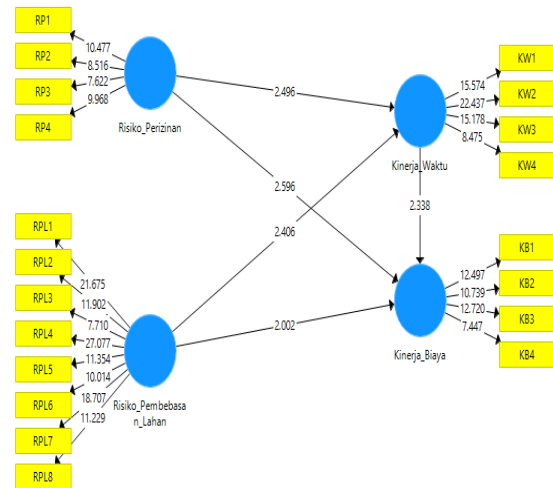 RP1
RP2
RP3
RP4
10.477
8.516
7.622
9.968
Risiko_Perizinan
2.496
2.596
2.406
2.002
2.338
KW1
KW2
KW3
KW4
15.574
22.437
15.178
8.475
Kinerja_Waktu
RPL1
RPL2
RPL3
RPL4
RPL5
RPL6
RPL7
RPL8
21.675
11.902
7.710
27.077
11.354
10.014
18.707
11.229
Risiko_Pembebasa
n_Lahan
KB1
KB2
KB3
KB4
12.497
10.739
12.720
7.447
Kinerja_Biaya